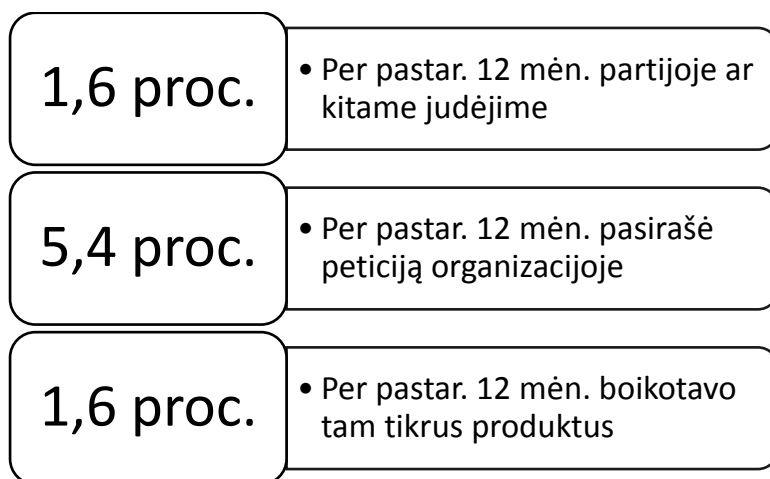 1,6 proc.
• Per pastar. 12 mėn. partijoje ar
kitame judėjime
5,4 proc.
• Per pastar. 12 mėn. pasirašė
peticiją organizacijoje
1,6 proc.
• Per pastar. 12 mėn. boikotavo
tam tikrus produktus